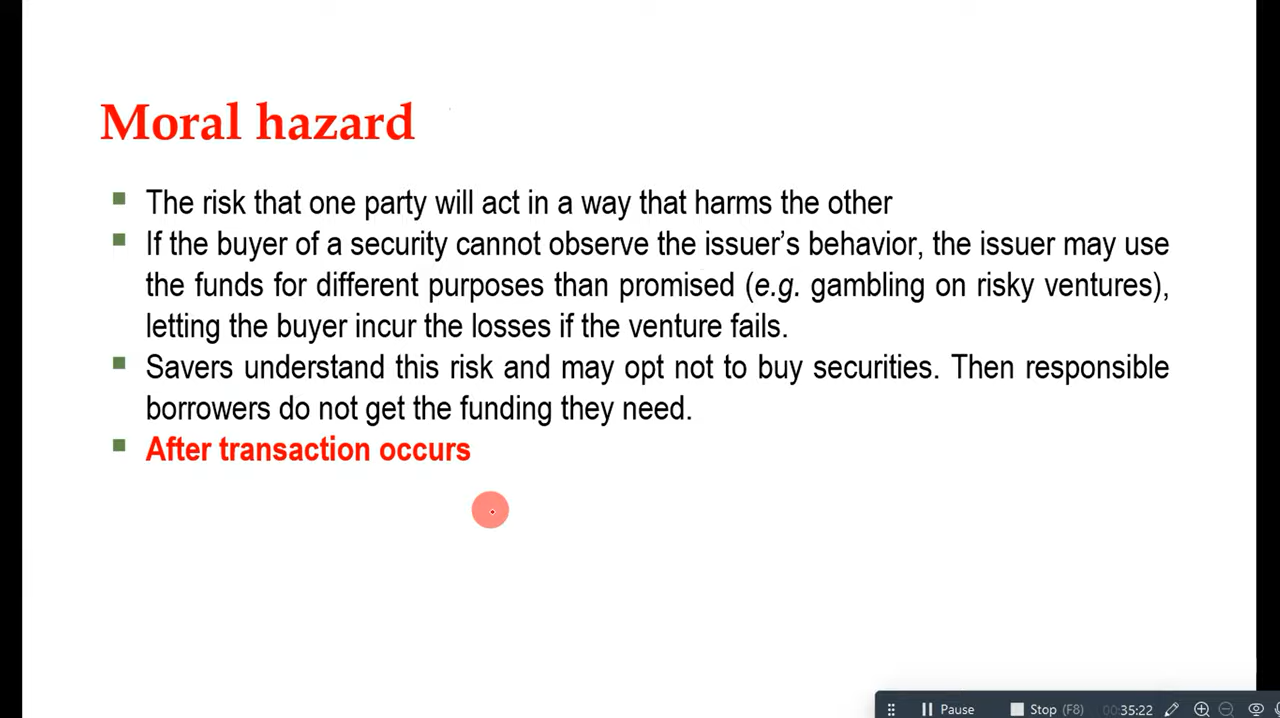 Moral hazard
The risk that one party will act in a way that harms the other
If the buyer of a security cannot observe the issuer’s behavior, the issuer may use
the funds for different purposes than promised (e.g. gambling on risky ventures),
letting the buyer incur the losses if the venture fails.
Savers understand this risk and may opt not to buy securities. Then responsible
borrowers do not get the funding they need.
After transaction occurs
Pause Stop (F8) 00:35:22